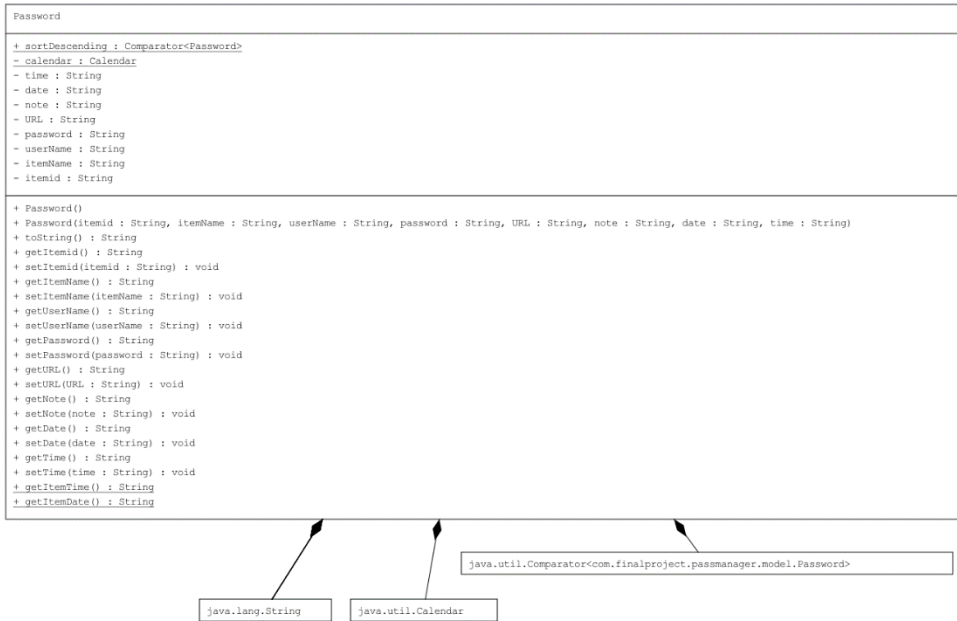 Password
+ sortDescending : Comparator<Password>
- calendar : Calendar
- time : String
- date : String
- note : String
- URL : String
- password : String
- userName : String
- itemName : String
- itemid : String
+ Password()
+ Password(itemid : String, itemName : String, userName : String, password : String, URL : String, note : String, date : String, time : String)
+ toString() : String
+ getItemid() : String
+ setItemid(itemid : String) : void
+ getItemName() : String
+ setItemName(itemName : String) : void
+ getUserName() : String
+ setUserName(userName : String) : void
+ getPassword() : String
+ setPassword(password : String) : void
+ getURL() : String
+ setURL(URL : String) : void
+ getNote() : String
+ setNote(note : String) : void
+ getDate() : String
+ setDate(date : String) : void
+ getTime() : String
+ setTime(time : String) : void
+ getItemTime() : String
+ getItemDate() : String
java.util.Comparator<com.finalproject.passmanager.model.Password>
java.lang.String
java.util.Calendar